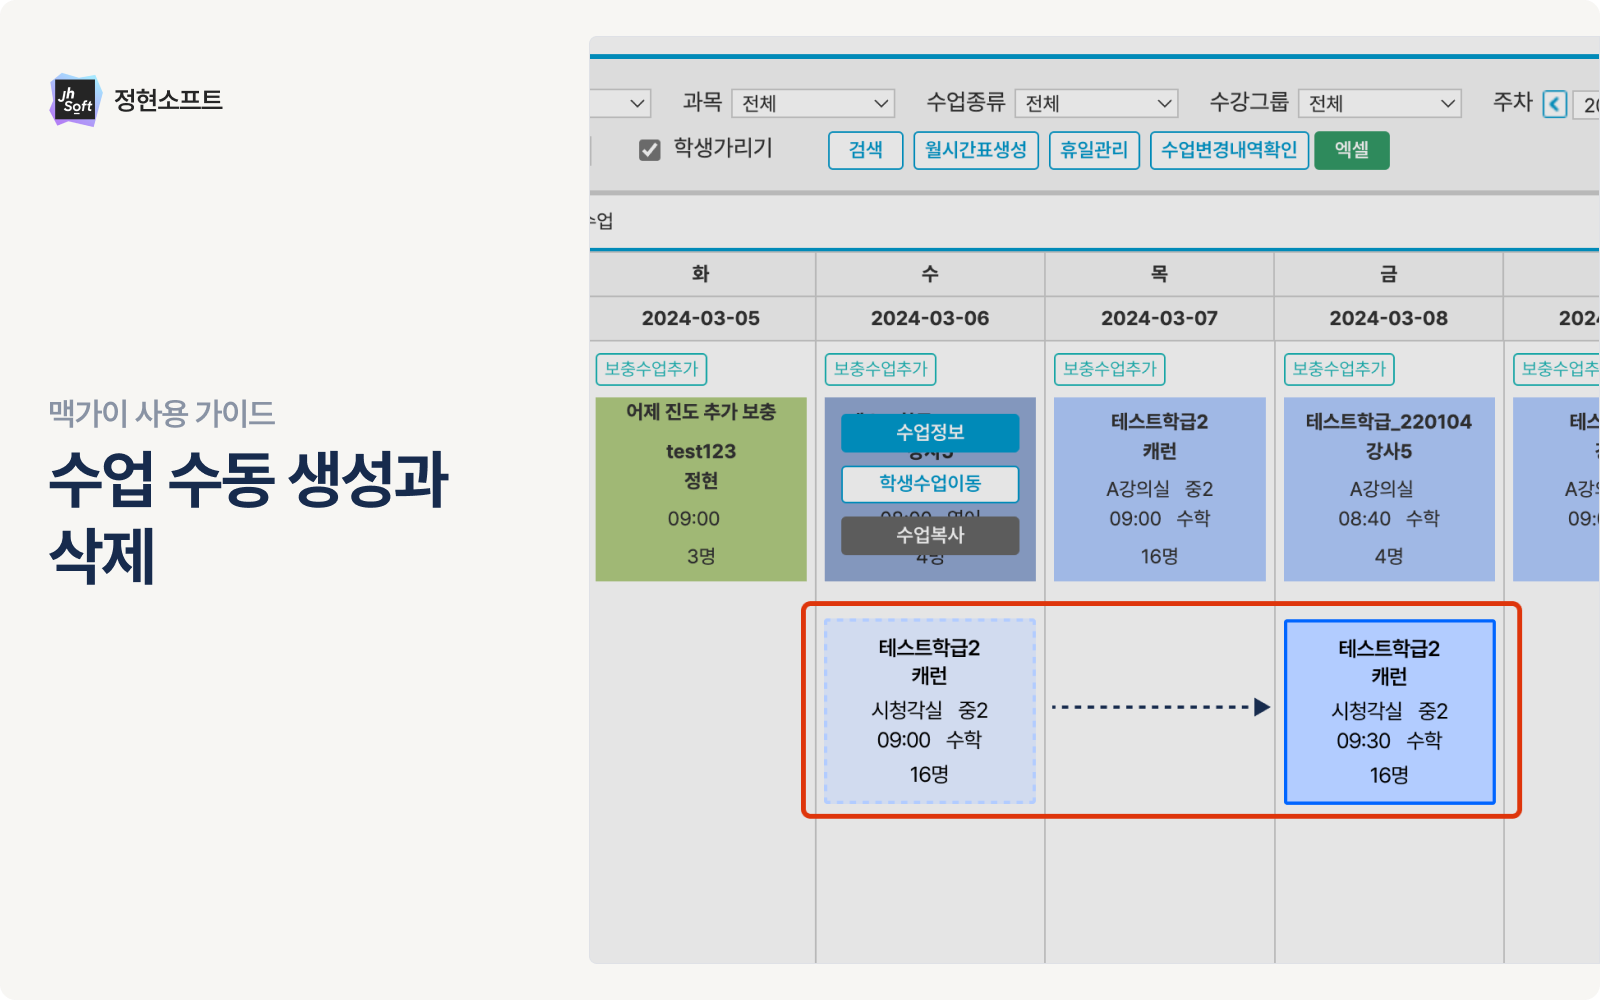 jh
Soft
정현소프트
맥가이 사용 가이드
수업 수동 생성과
삭제
과목 전체 수업종류 전체 수강그룹 전체 주차
학생가리기 검색 월시간표생성 휴일관리 수업변경내역확인 엑셀
수업
화 수 목 금
2024-03-05 2024-03-06 2024-03-07 2024-03-08 202
보충수업추가 보충수업추가 보충수업추가 보충수업추가 보충수업추
어제 진도 추가 보충
test123
정현
09:00
3명
수업정보
강사5
학생수업이동
08:00 영어
수업복사
4명
테스트학급2
캐런
A강의실 중2
09:00 수학
16명
테스트학급_220104
강사5
A강의실
08:40 수학
4명
테스
A강
09:
테스트학급2
캐런
시청각실 중2
09:00 수학
16명
테스트학급2
캐런
시청각실 중2
09:30 수학
16명